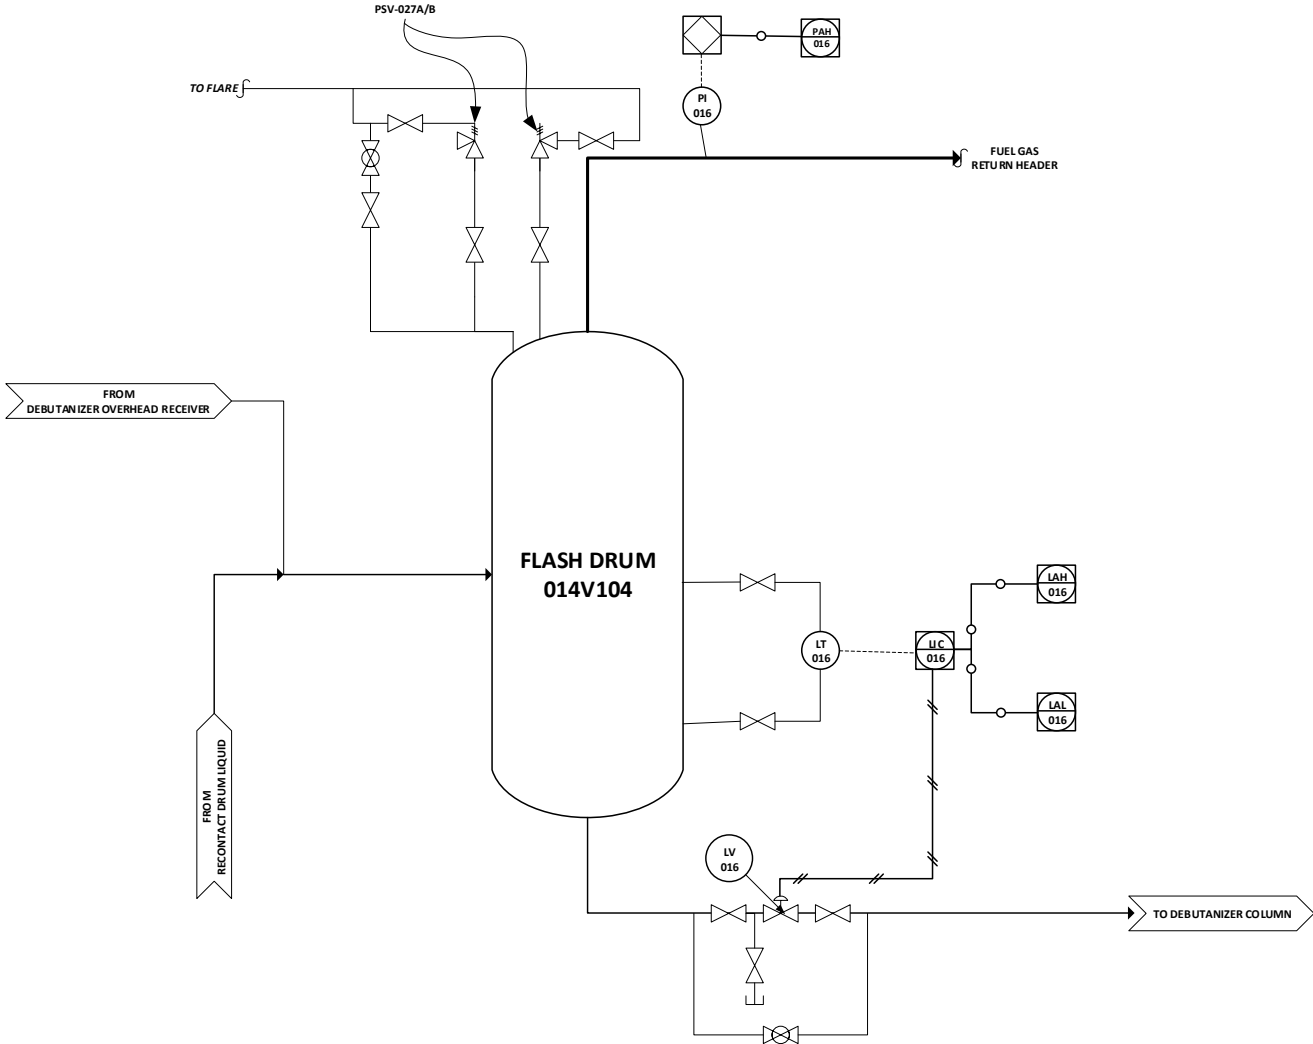 PSV-027A/B
PAH
016
TO FLARE
PI
016
FUEL GAS
RETURN HEADER
FROM
DEBUTANIZER OVERHEAD RECEIVER
FLASH DRUM
014V104
LAH
016
LT
016
LIC
016
LAL
016
FROM
RECONTACT DRUM LIQUID
LV
016
TO DEBUTANIZER COLUMN